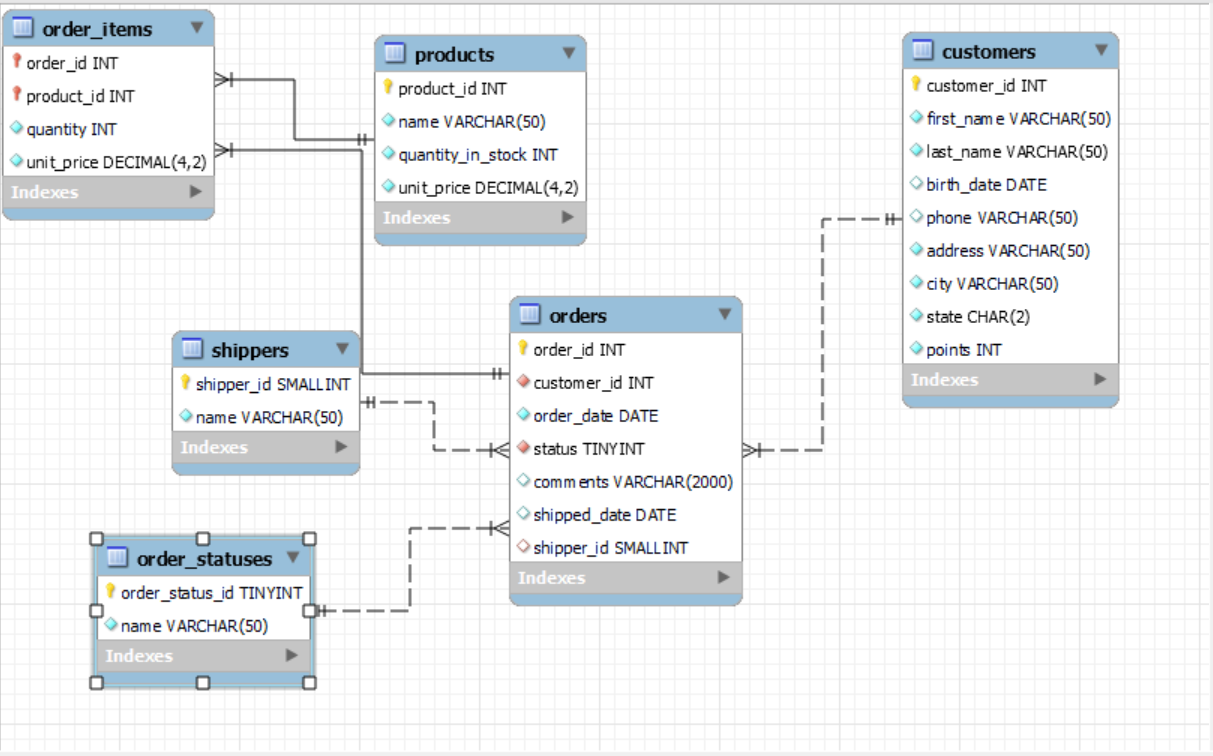 order_items
order_id INT
product_id INT
quantity INT
unit_price DECIMAL(4,2)
Indexes
products
product_id INT
name VARCHAR(50)
quantity_in_stock INT
unit_price DECIMAL(4,2)
Indexes
customers
customer_id INT
first_name VARCHAR(50)
last_name VARCHAR(50)
birth_date DATE
phone VARCHAR(50)
address VARCHAR(50)
city VARCHAR(50)
state CHAR(2)
points INT
Indexes
shippers
shipper_id SMALLINT
name VARCHAR(50)
Indexes
orders
order_id INT
customer_id INT
order_date DATE
status TINYINT
comments VARCHAR(2000)
shipped_date DATE
shipper_id SMALLINT
Indexes
order_statuses
order_status_id TINYINT
name VARCHAR(50)
Indexes